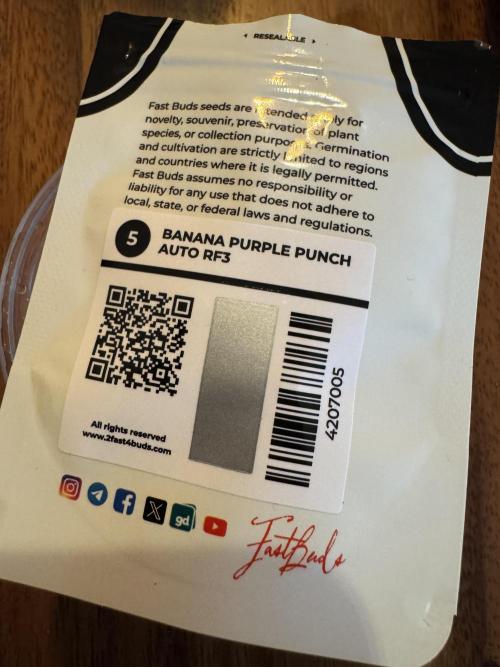 RESEALABLE
Fast Buds seeds are intended only for
novelty, souvenir, preservation of plant
species, or collection purposes. Germination
and cultivation are strictly limited to regions
and countries where it is legally permitted.
Fast Buds assumes no responsibility or
liability for any use that does not adhere to
local, state, or federal laws and regulations.
5
BANANA PURPLE PUNCH
AUTO RF3
4207005
All rights reserved
www.2fast4buds.com
gd
FastBuds